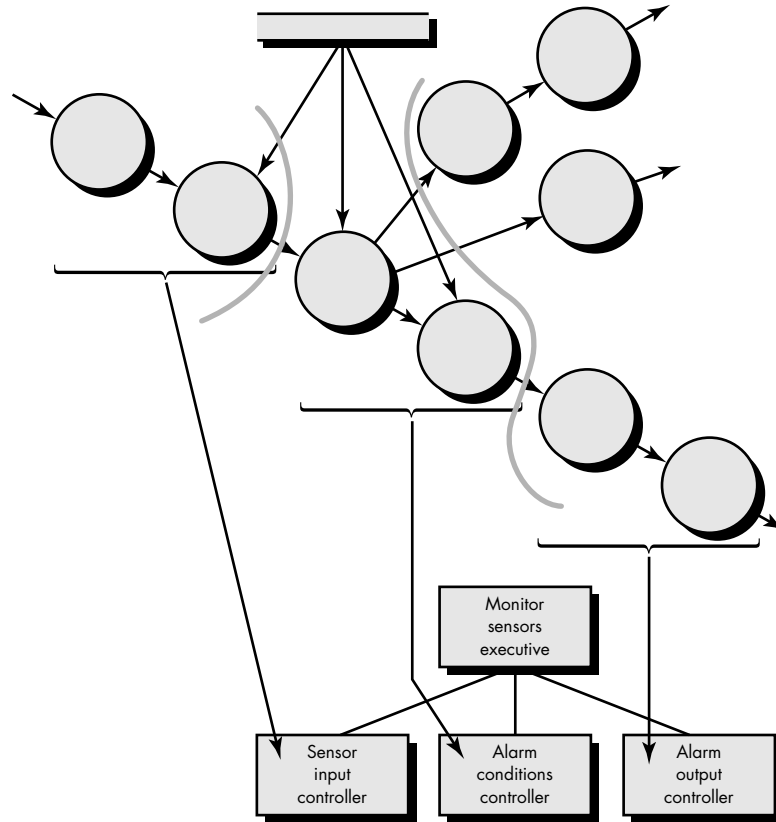 Monitor
sensors
executive
Sensor
input
controller
Alarm
conditions
controller
Alarm
output
controller